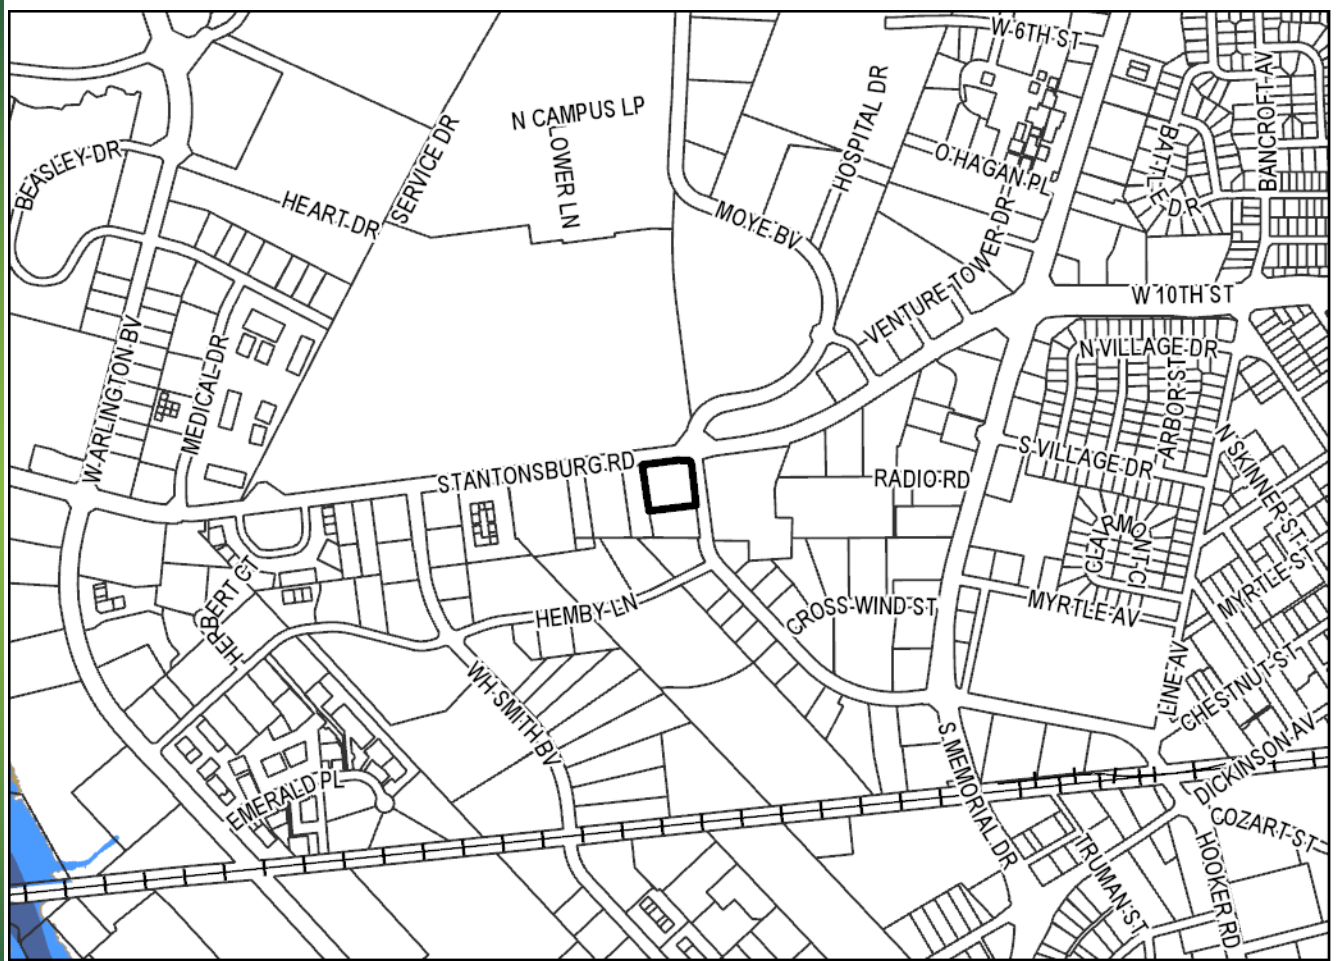 W 6TH ST
N CAMPUS LP
LOWER LN
SERVICE DR
HOSPITAL DR
BANCROFT AV
BATTLE DR
O HAGAN PL
BEASLEY DR
HEART DR
MOYE BV
VENTURE TOWER DR
W 10TH ST
W ARLINGTON BV
MEDICAL DR
N VILLAGE DR
ARBOR ST
S VILLAGE DR
N SKINNER ST
STANTONSBURG RD
RADIO RD
CLAIRMONT CI
MYRTLE ST
HERBERT CT
HEMBY LN
CROSS WIND ST
MYRTLE AV
LINE AV
CHESTNUT ST
WH SMITH BV
S MEMORIAL DR
DICKINSON AV
EMERALD PL
COZART ST
TRUMAN ST
HOOKER RD